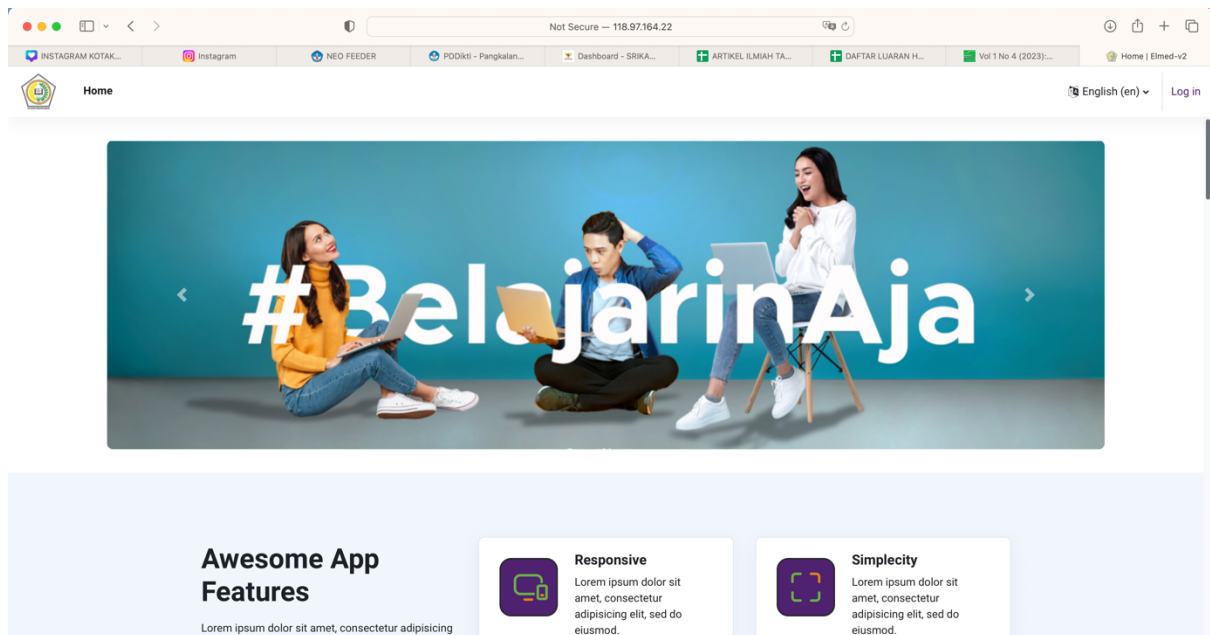 Not Secure — 118.97.164.22
INSTAGRAM KOTAK...
Instagram
NEO FEEDER
PDDikti - Pangkalan...
Dashboard - SRIKA...
ARTIKEL ILMIAH TA...
DAFTAR LUARAN H...
Vol 1 No 4 (2023):...
Home | Elmed-v2
Home
English (en)
Log in
#BelajarinAja
Awesome App
Features
Lorem ipsum dolor sit amet, consectetur adipisicing
Responsive
Lorem ipsum dolor sit
amet, consectetur
adipisicing elit, sed do
eiusmod.
Simplecity
Lorem ipsum dolor sit
amet, consectetur
adipisicing elit, sed do
eiusmod.